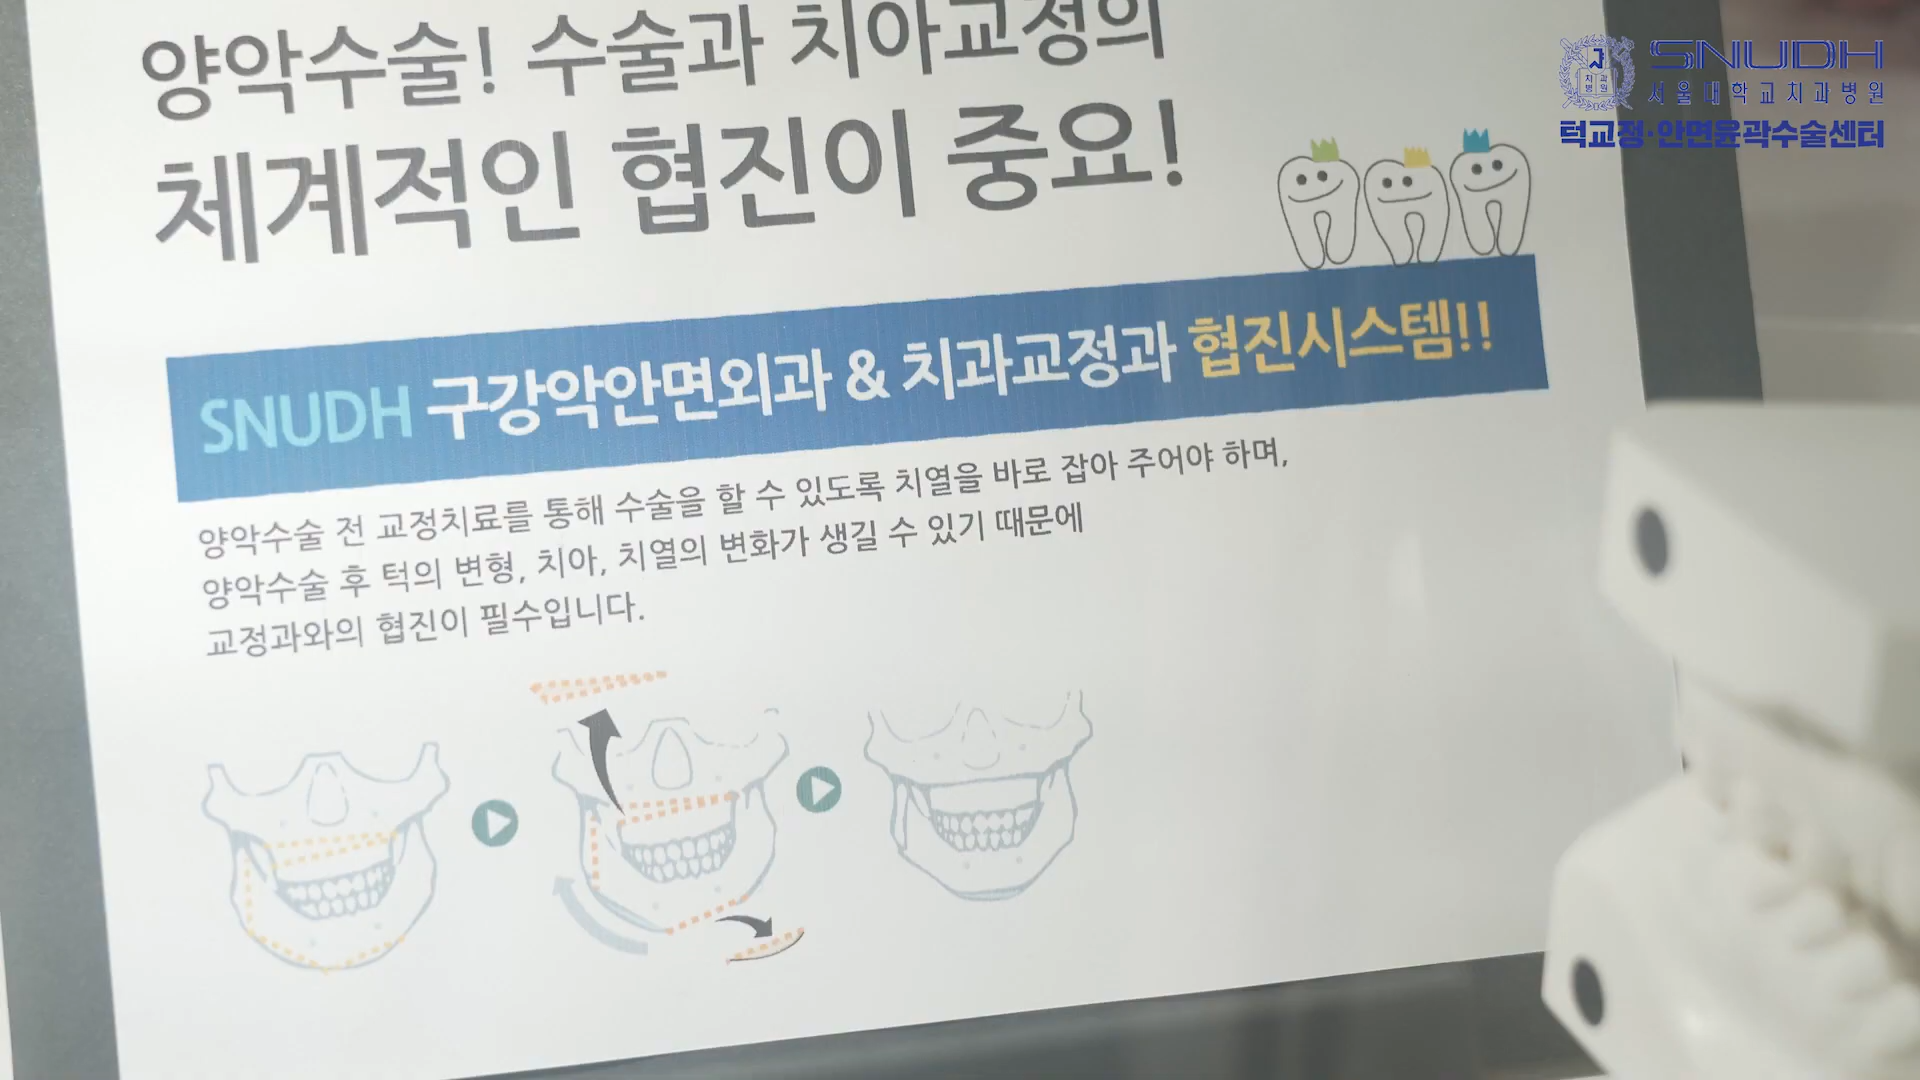 양악수술! 수술과 치아교정의
체계적인 협진이 중요!
SNUDH 구강악안면외과 & 치과교정과 협진시스템!!
양악수술 전 교정치료를 통해 수술을 할 수 있도록 치열을 바로 잡아 주어야 하며,
양악수술 후 턱의 변형, 치아, 치열의 변화가 생길 수 있기 때문에
교정과와의 협진이 필수입니다.
치과
병원
SNUDH
서울대학교치과병원
턱교정·안면윤곽수술센터